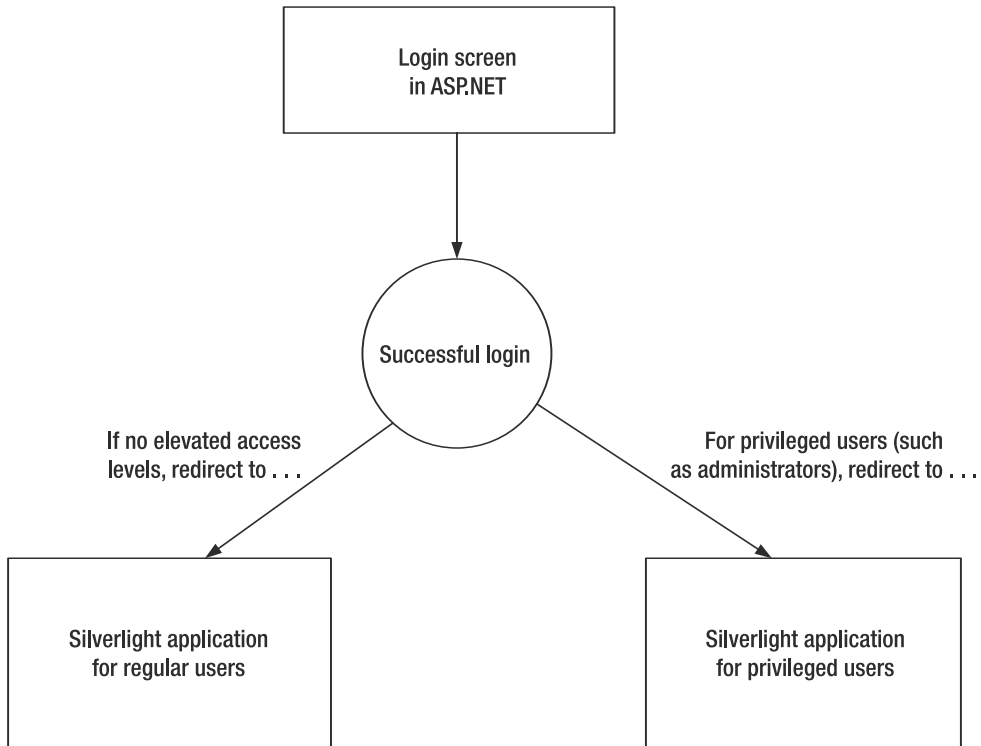 Login screen
in ASP.NET
Successful login
If no elevated access
levels, redirect to . . .
For privileged users (such
as administrators), redirect to . . .
Silverlight application
for regular users
Silverlight application
for privileged users